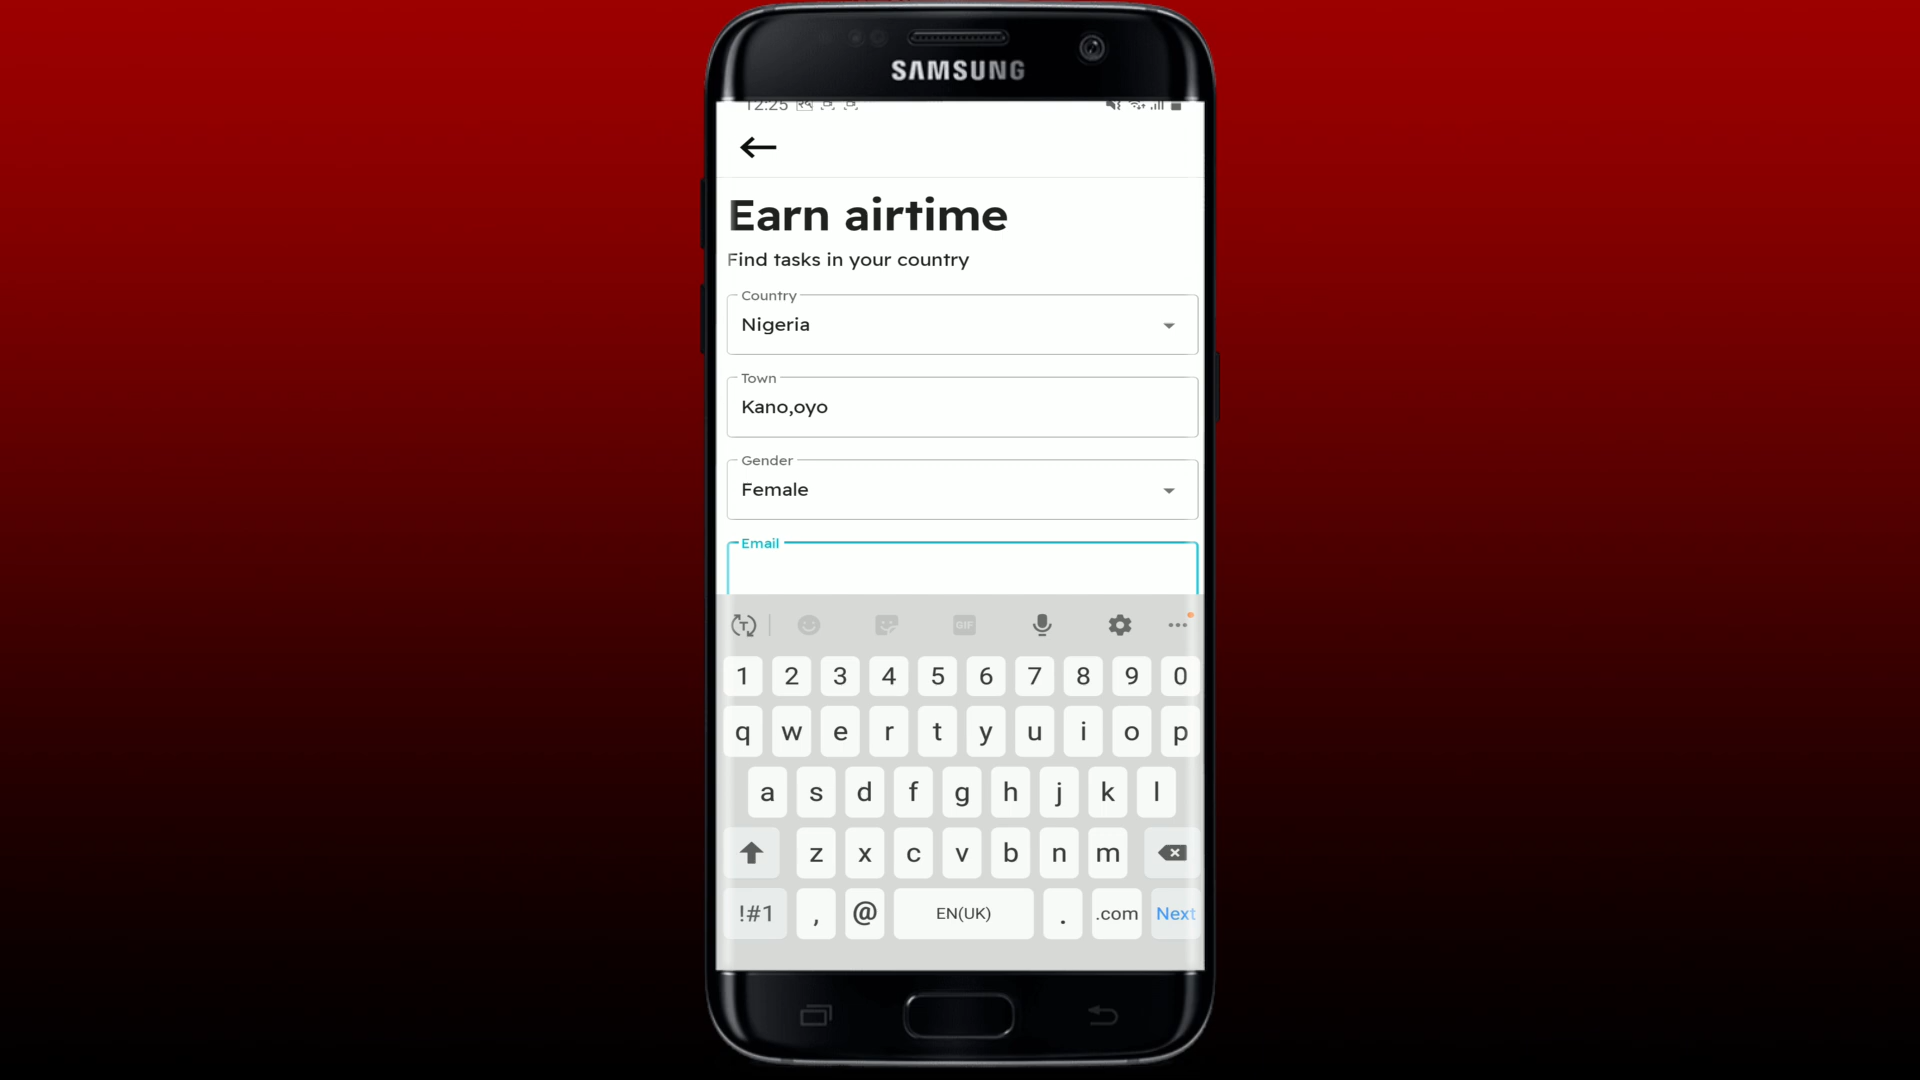 SAMSUNG
12:25
Earn airtime
Find tasks in your country
Country
Nigeria
Town
Kano,oyo
Gender
Female
Email
T
GIF
1 2 3 4 5 6 7 8 9 0
q w e r t y u i o p
a s d f g h j k l
z x c v b n m
!#1 , @ EN(UK) . .com Next